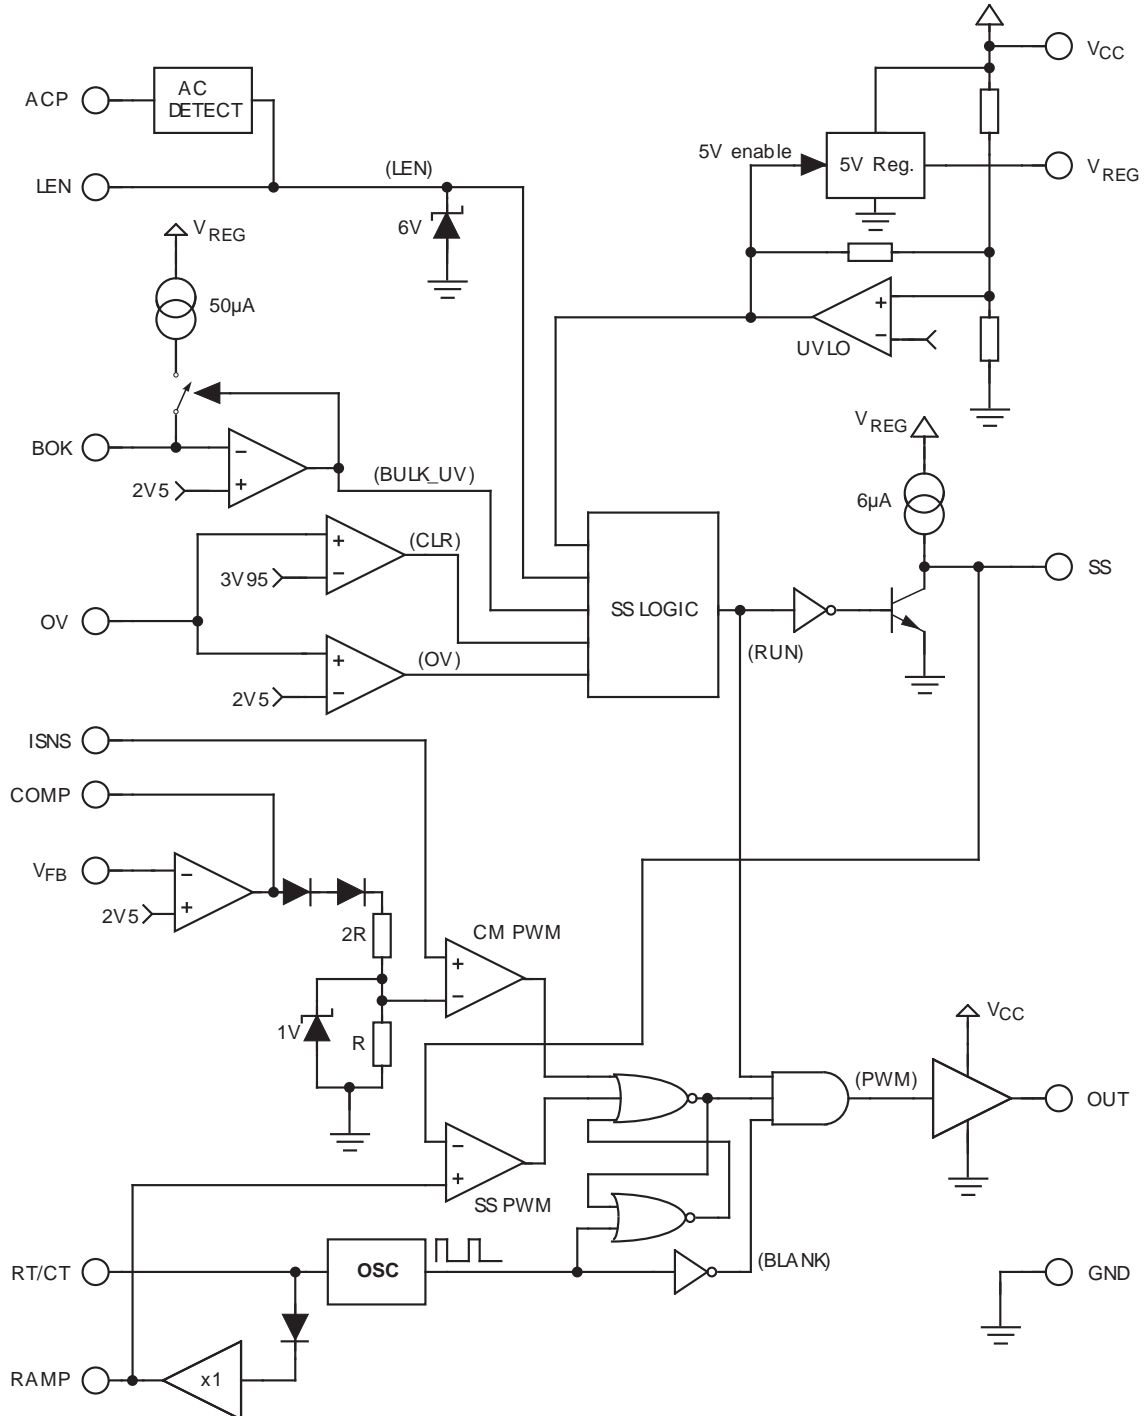 VCC
ACP
AC
DETECT
5V enable
5V Reg.
VREG
LEN
(LEN)
6V
VREG
50µA
UVLO
BOK
2V5
(BULK_UV)
VREG
6µA
(CLR)
3V95
SS
SS LOGIC
OV
(RUN)
(OV)
2V5
ISNS
COMP
VFB
2V5
2R
CM PWM
1V
R
VCC
(PWM)
OUT
SS PWM
RT/CT
OSC
(BLANK)
GND
RAMP
x1